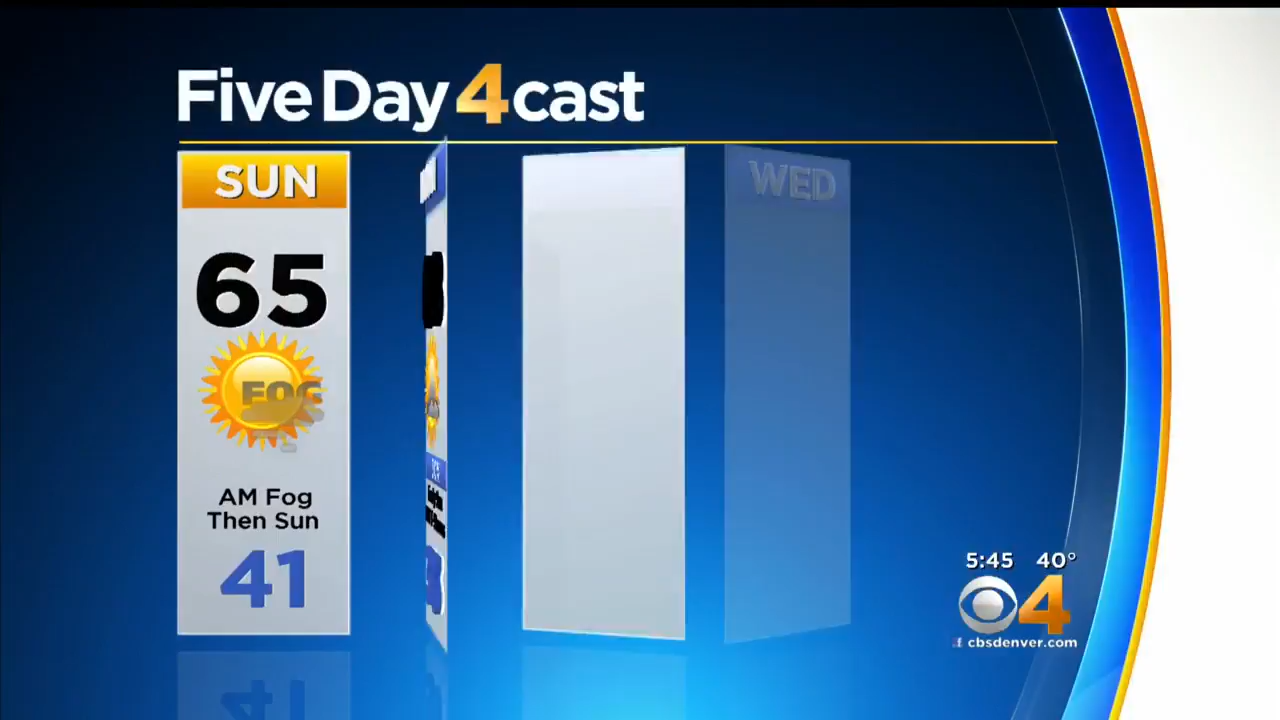 Five Day 4cast
SUN
65
FOG
AM Fog
Then Sun
41
WED
5:45 40°
4
cbsdenver.com